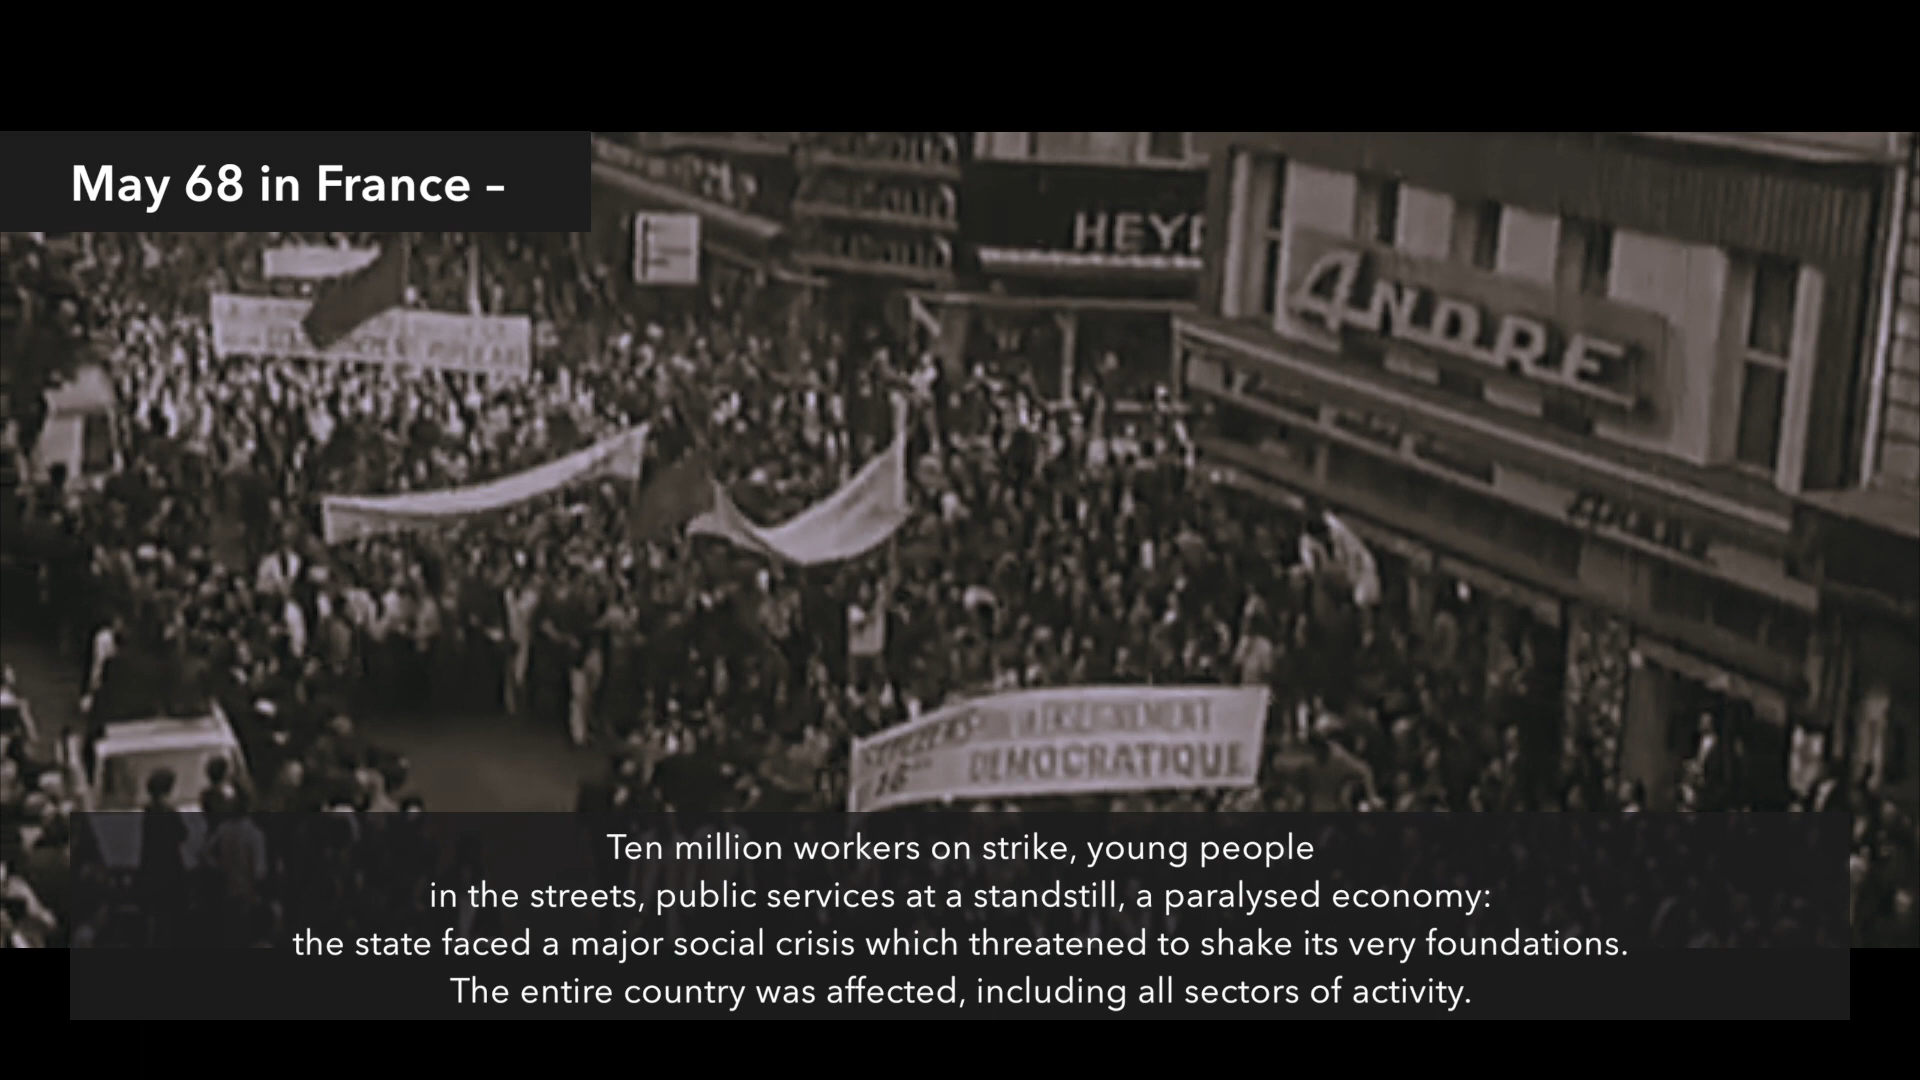 May 68 in France –
HEY
ANDRE
DEMOCRATIQUE
Ten million workers on strike, young people
in the streets, public services at a standstill, a paralysed economy:
the state faced a major social crisis which threatened to shake its very foundations.
The entire country was affected, including all sectors of activity.